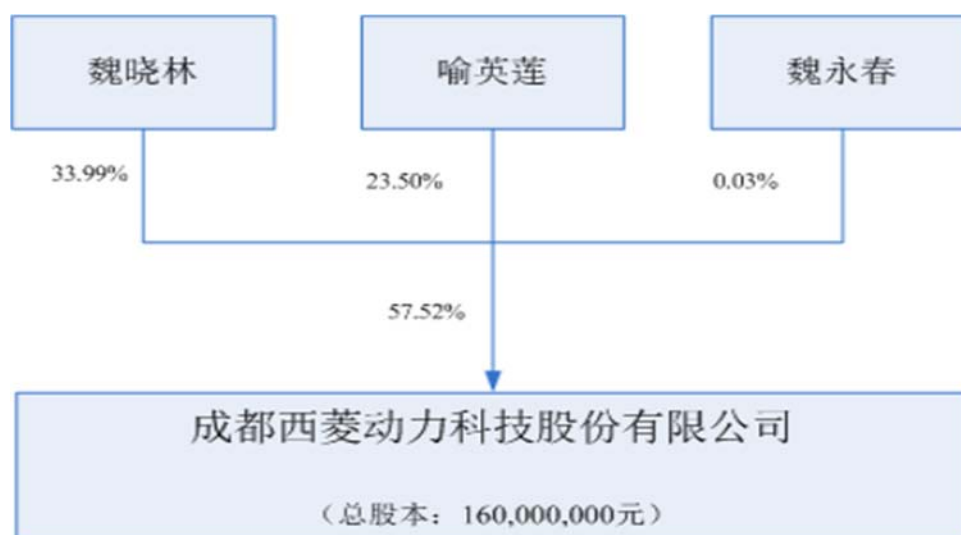 魏晓林
喻英莲
魏永春
33.99%
23.50%
0.03%
57.52%
成都西菱动力科技股份有限公司
（总股本：160,000,000元）